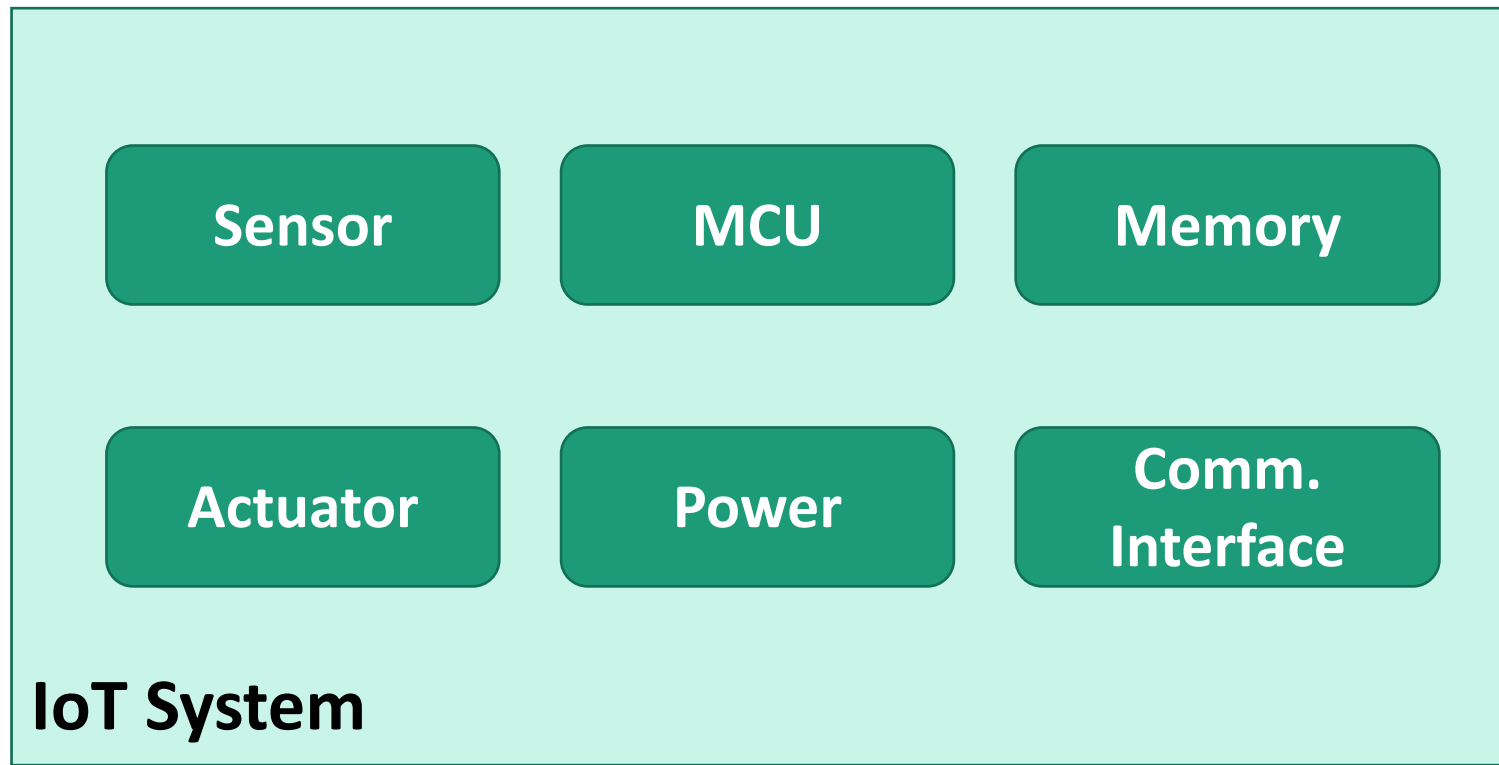 Sensor
MCU
Memory
Actuator
Power
Comm.
Interface
IoT System